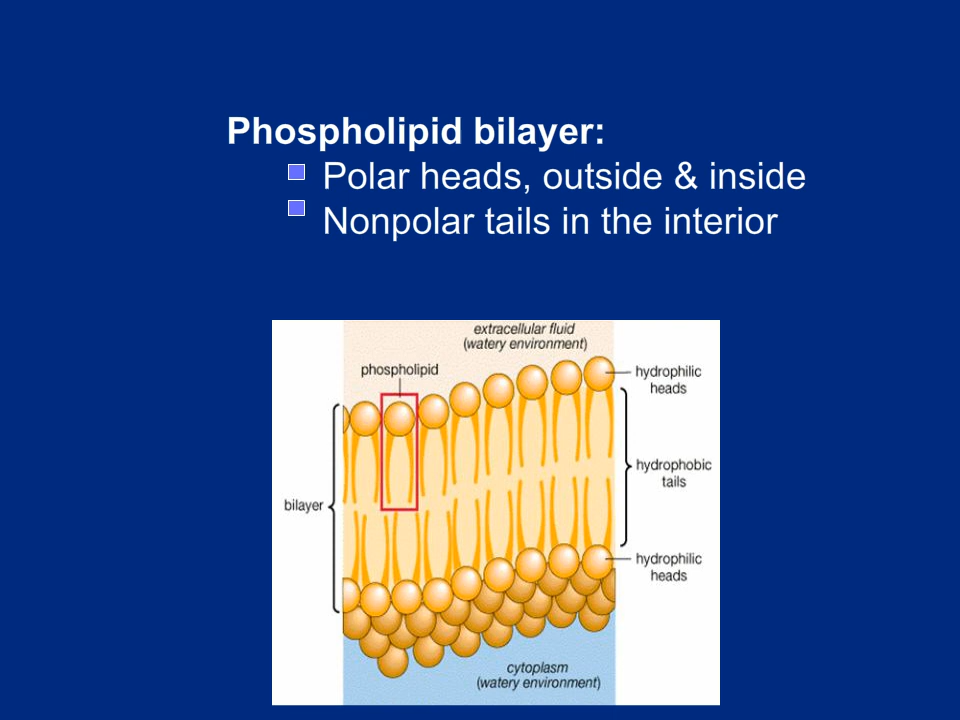 Phospholipid bilayer:
Polar heads, outside & inside
Nonpolar tails in the interior
extracellular fluid
(watery environment)
phospholipid
hydrophilic
heads
hydrophobic
tails
bilayer
hydrophilic
heads
cytoplasm
(watery environment)